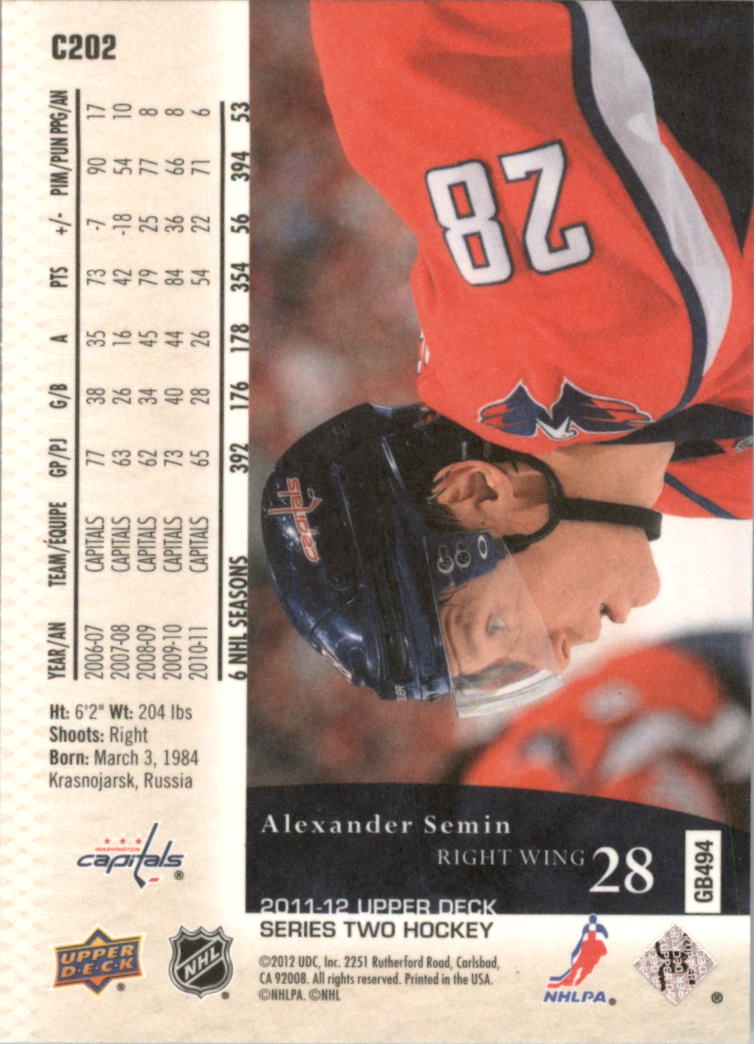 C202
YEAR/AN TEAM/ÉQUIPE GP/PJ G/B A PTS +/- PIM/PUN PPG/AN
2006-07 CAPITALS 77 38 35 73 -7 90 17
2007-08 CAPITALS 63 26 16 42 -18 54 10
2008-09 CAPITALS 62 34 45 79 25 77 8
2009-10 CAPITALS 73 40 44 84 36 66 8
2010-11 CAPITALS 65 28 26 54 22 71 6
6 NHL SEASONS 392 176 178 354 56 394 53
28
capitals
Ht: 6'2" Wt: 204 lbs
Shoots: Right
Born: March 3, 1984
Krasnojarsk, Russia
WASHINGTON
capitals®
Alexander Semin
RIGHT WING 28
GB494
2011-12 UPPER DECK
SERIES TWO HOCKEY
UPPER
D·E·C·K®
NHL®
©2012 UDC, Inc. 2251 Rutherford Road, Carlsbad,
CA 92008. All rights reserved. Printed in the USA.
©NHLPA. ©NHL
NHLPA®
®